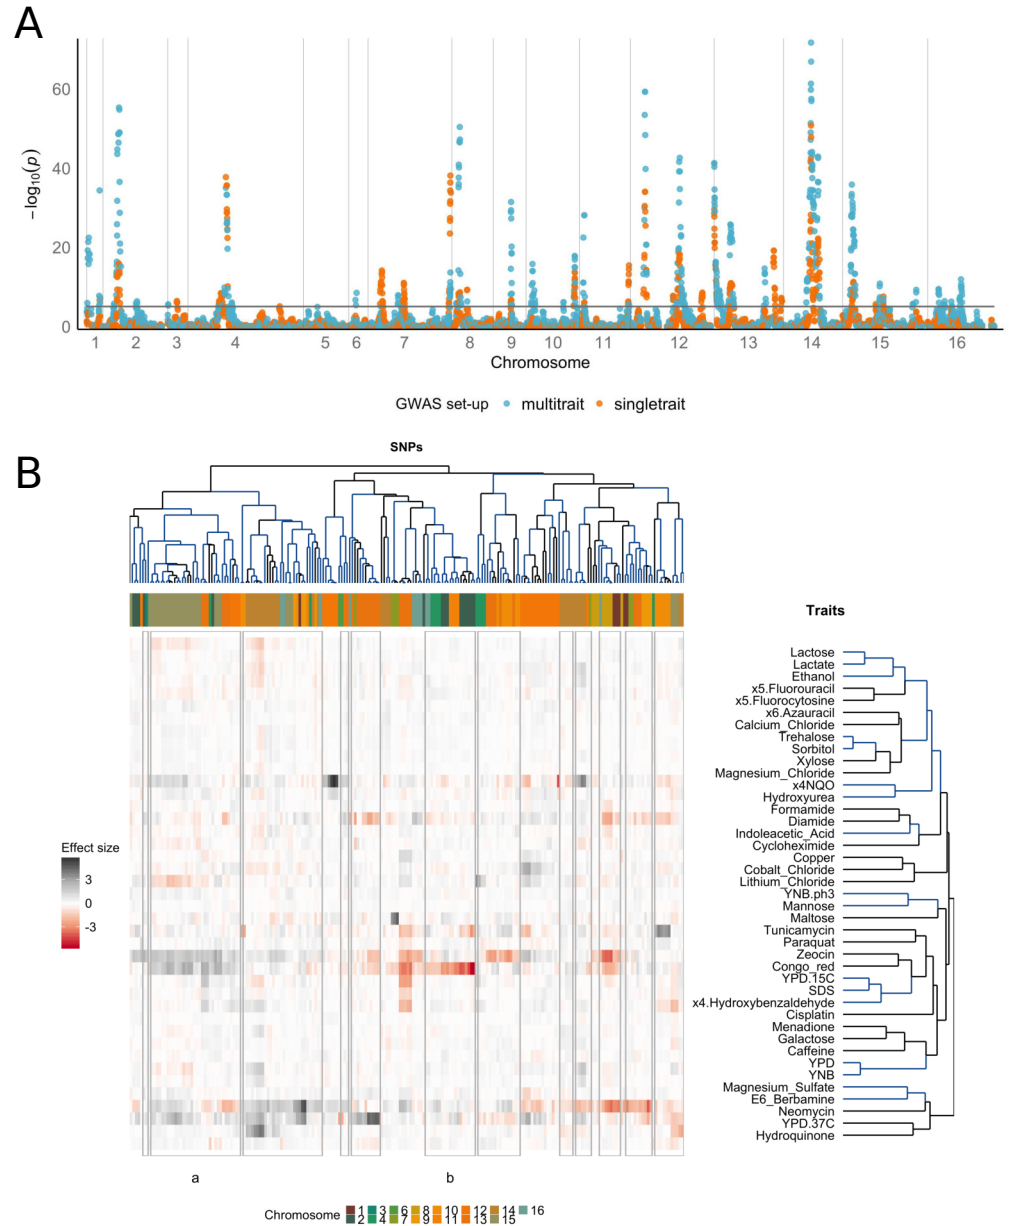 A
60
40
20
0
−log10(p)
1 2 3 4 5 6 7 8 9 10 11 12 13 14 15 16
Chromosome
GWAS set-up multitrait singletrait
B
SNPs
Traits
Lactose
Lactate
Ethanol
x5.Fluorouracil
x5.Fluorocytosine
x6.Azauracil
Calcium_Chloride
Trehalose
Sorbitol
Xylose
Magnesium_Chloride
x4NQO
Hydroxyurea
Formamide
Diamide
Indoleacetic_Acid
Cycloheximide
Copper
Cobalt_Chloride
Lithium_Chloride
YNB.ph3
Mannose
Maltose
Tunicamycin
Paraquat
Zeocin
Congo_red
YPD.15C
SDS
x4.Hydroxybenzaldehyde
Cisplatin
Menadione
Galactose
Caffeine
YPD
YNB
Magnesium_Sulfate
E6_Berbamine
Neomycin
YPD.37C
Hydroquinone
Effect size
3
0
-3
a b
Chromosome 1 3 6 8 10 12 14 16
2 4 7 9 11 13 15